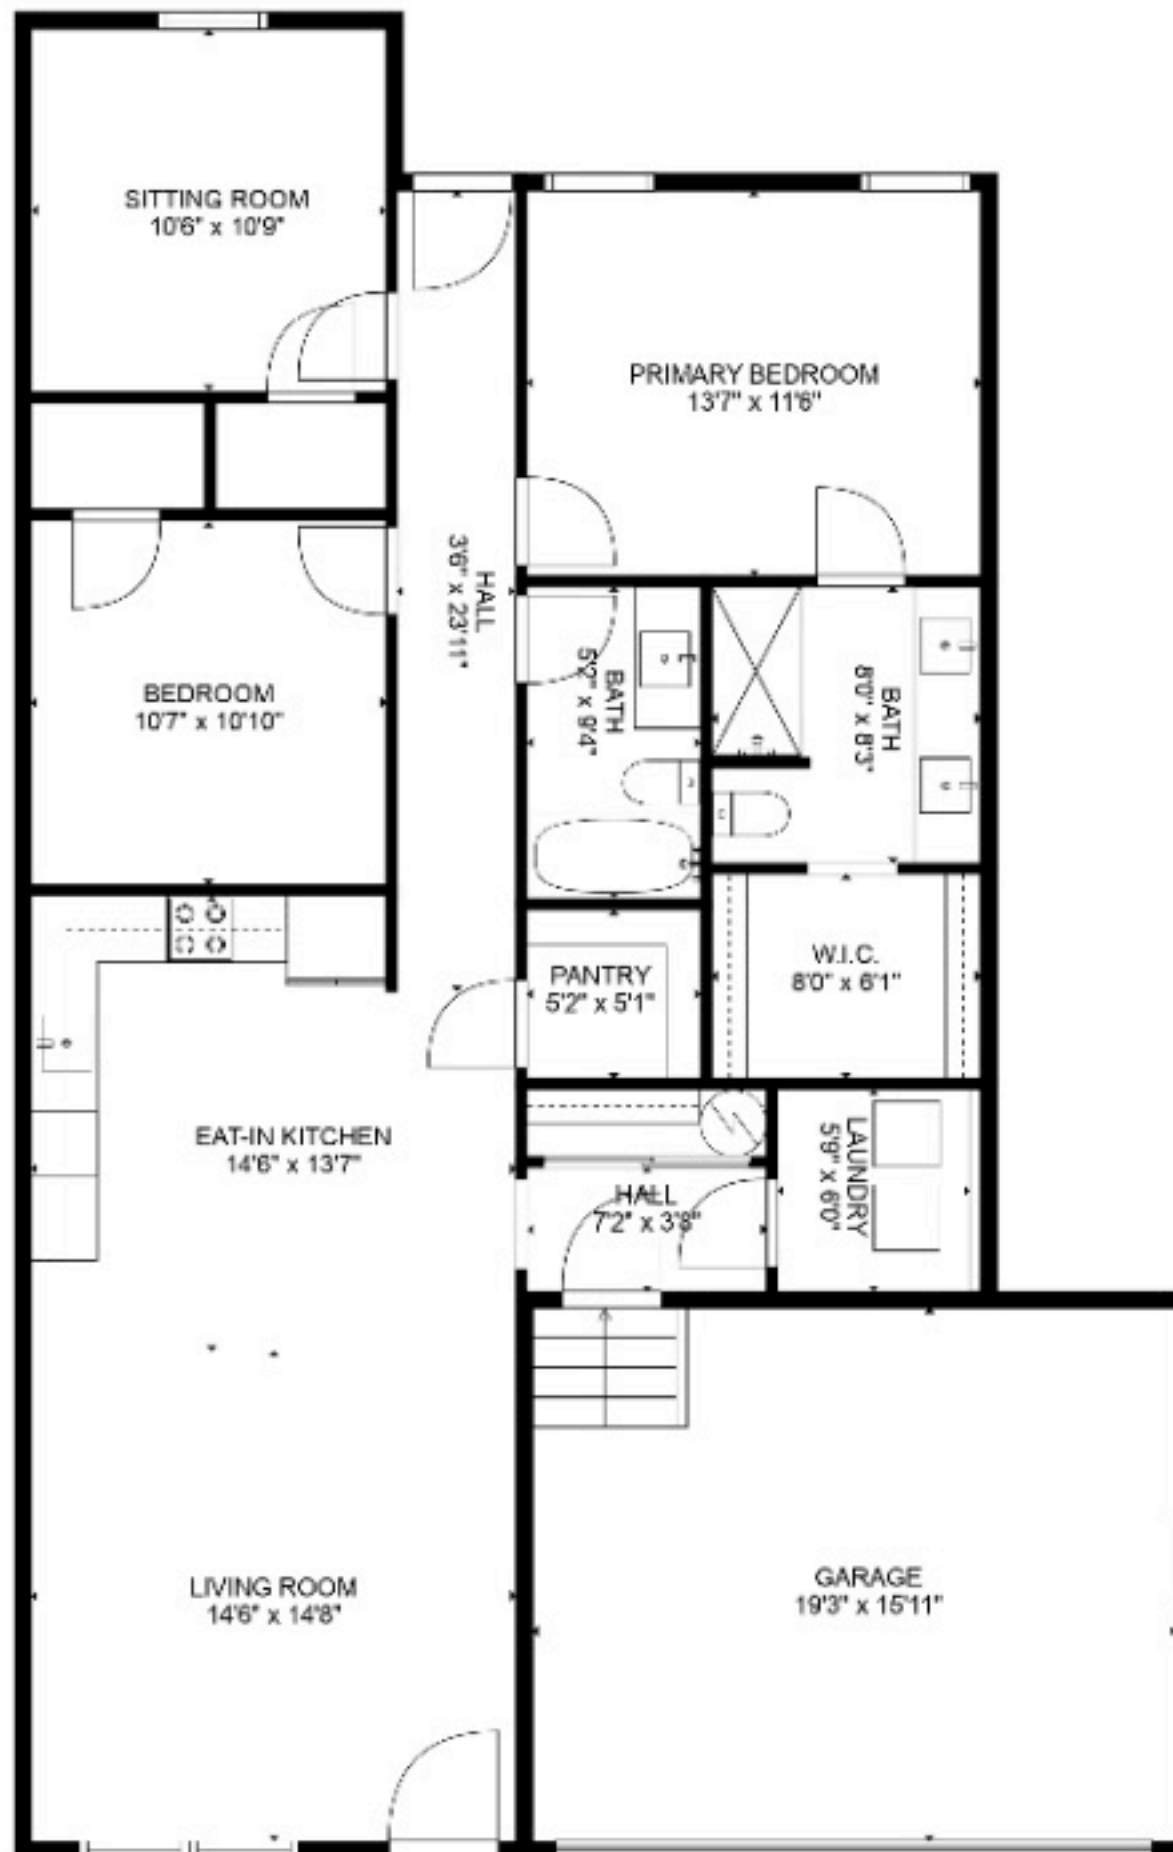 SITTING ROOM
10'6" x 10'9"
PRIMARY BEDROOM
13'7" x 11'6"
HALL
3'6" x 23'11"
BEDROOM
10'7" x 10'10"
BATH
5'2" x 9'4"
BATH
8'0" x 8'3"
PANTRY
5'2" x 5'1"
W.I.C.
8'0" x 6'1"
EAT-IN KITCHEN
14'6" x 13'7"
HALL
7'2" x 3'8"
LAUNDRY
5'9" x 6'0"
LIVING ROOM
14'6" x 14'8"
GARAGE
19'3" x 15'11"